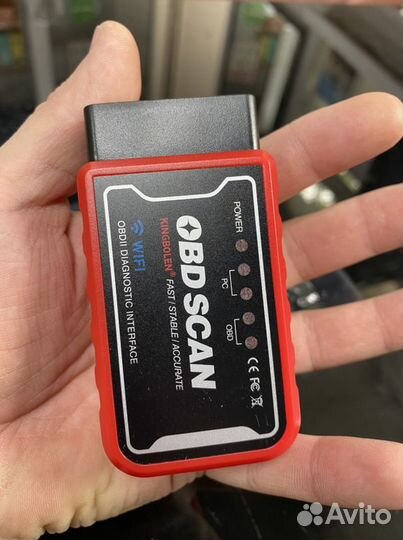 POWER
PC
OBD
CE FC
OBD SCAN
KINGBOLEN® FAST / STABLE / ACCURATE
WIFI
OBDII DIAGNOSTIC INTERFACE
Avito